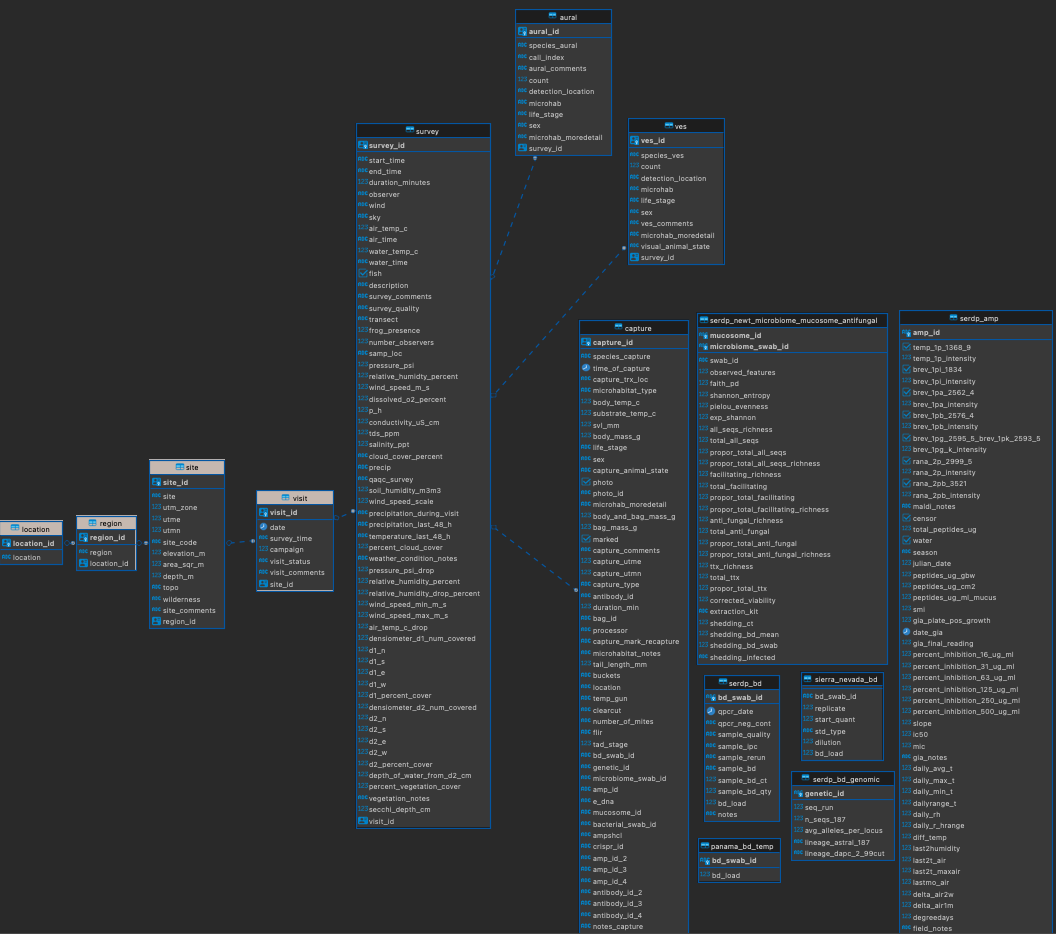 aural
aural_id
species_aural
call_index
aural_comments
count
detection_location
microhab
life_stage
sex
microhab_moredetail
survey_id
ves
ves_id
species_ves
count
detection_location
microhab
life_stage
sex
ves_comments
microhab_moredetail
visual_animal_state
survey_id
survey
survey_id
start_time
end_time
duration_minutes
observer
wind
sky
air_temp_c
air_time
water_temp_c
water_time
fish
description
survey_comments
survey_quality
transect
frog_presence
number_observers
samp_loc
pressure_psi
relative_humidty_percent
wind_speed_m_s
dissolved_o2_percent
p_h
conductivity_uS_cm
tds_ppm
salinity_ppt
cloud_cover_percent
precip
qaqc_survey
soil_humidity_m3m3
wind_speed_scale
precipitation_during_visit
precipitation_last_48_h
temperature_last_48_h
percent_cloud_cover
weather_condition_notes
pressure_psi_drop
relative_humidity_percent
relative_humidity_drop_percent
wind_speed_min_m_s
wind_speed_max_m_s
air_temp_c_drop
densiometer_d1_num_covered
d1_n
d1_s
d1_e
d1_w
d1_percent_cover
densiometer_d2_num_covered
d2_n
d2_s
d2_e
d2_w
d2_percent_cover
depth_of_water_from_d2_cm
percent_vegetation_cover
vegetation_notes
secchi_depth_cm
visit_id
location
location_id
location
region
region_id
region
location_id
site
site_id
site
utm_zone
utme
utmn
site_code
elevation_m
area_sqr_m
depth_m
topo
wilderness
site_comments
region_id
visit
visit_id
date
survey_time
campaign
visit_status
visit_comments
site_id
capture
capture_id
species_capture
time_of_capture
capture_trx_loc
microhabitat_type
body_temp_c
substrate_temp_c
svl_mm
body_mass_g
life_stage
sex
capture_animal_state
photo
photo_id
microhab_moredetail
body_and_bag_mass_g
bag_mass_g
marked
capture_comments
capture_utme
capture_utmn
capture_type
antibody_id
duration_min
bag_id
processor
capture_mark_recapture
microhabitat_notes
tail_length_mm
buckets
location
temp_gun
clearcut
number_of_mites
flir
tad_stage
bd_swab_id
genetic_id
microbiome_swab_id
amp_id
e_dna
mucosome_id
bacterial_swab_id
ampshcl
crispr_id
amp_id_2
amp_id_3
amp_id_4
antibody_id_2
antibody_id_3
antibody_id_4
notes_capture
serdp_newt_microbiome_mucosome_antifungal
mucosome_id
microbiome_swab_id
swab_id
observed_features
faith_pd
shannon_entropy
pielou_evenness
exp_shannon
all_seqs_richness
total_all_seqs
propor_total_all_seqs
propor_total_all_seqs_richness
facilitating_richness
total_facilitating
propor_total_facilitating
propor_total_facilitating_richness
anti_fungal_richness
total_anti_fungal
propor_total_anti_fungal
propor_total_anti_fungal_richness
ttx_richness
total_ttx
propor_total_ttx
corrected_viability
extraction_kit
shedding_ct
shedding_bd_mean
shedding_bd_swab
shedding_infected
serdp_amp
amp_id
temp_1p_1368_9
temp_1p_intensity
brev_1pi_1834
brev_1pi_intensity
brev_1pa_2562_4
brev_1pa_intensity
brev_1pb_2576_4
brev_1pb_intensity
brev_1pg_2595_5_brev_1pk_2593_5
brev_1pg_k_intensity
rana_2p_2999_5
rana_2p_intensity
rana_2pb_3521
rana_2pb_intensity
maldi_notes
censor
total_peptides_ug
water
season
julian_date
peptides_ug_gbw
peptides_ug_cm2
peptides_ug_ml_mucus
smi
gia_plate_pos_growth
date_gia
gia_final_reading
percent_inhibition_16_ug_ml
percent_inhibition_31_ug_ml
percent_inhibition_63_ug_ml
percent_inhibition_125_ug_ml
percent_inhibition_250_ug_ml
percent_inhibition_500_ug_ml
slope
ic50
mic
gia_notes
daily_avg_t
daily_max_t
daily_min_t
dailyrange_t
daily_rh
daily_r_hrange
diff_temp
last2humidity
last2t_air
last2t_maxair
lastmo_air
delta_air2w
delta_air1m
degreedays
field_notes
serdp_bd
bd_swab_id
qpcr_date
qpcr_neg_cont
sample_quality
sample_ipc
sample_rerun
sample_bd
sample_bd_ct
sample_bd_qty
bd_load
notes
sierra_nevada_bd
bd_swab_id
replicate
start_quant
std_type
dilution
bd_load
serdp_bd_genomic
genetic_id
seq_run
n_seqs_187
avg_alleles_per_locus
lineage_astral_187
lineage_dapc_2_99cut
panama_bd_temp
bd_swab_id
bd_load